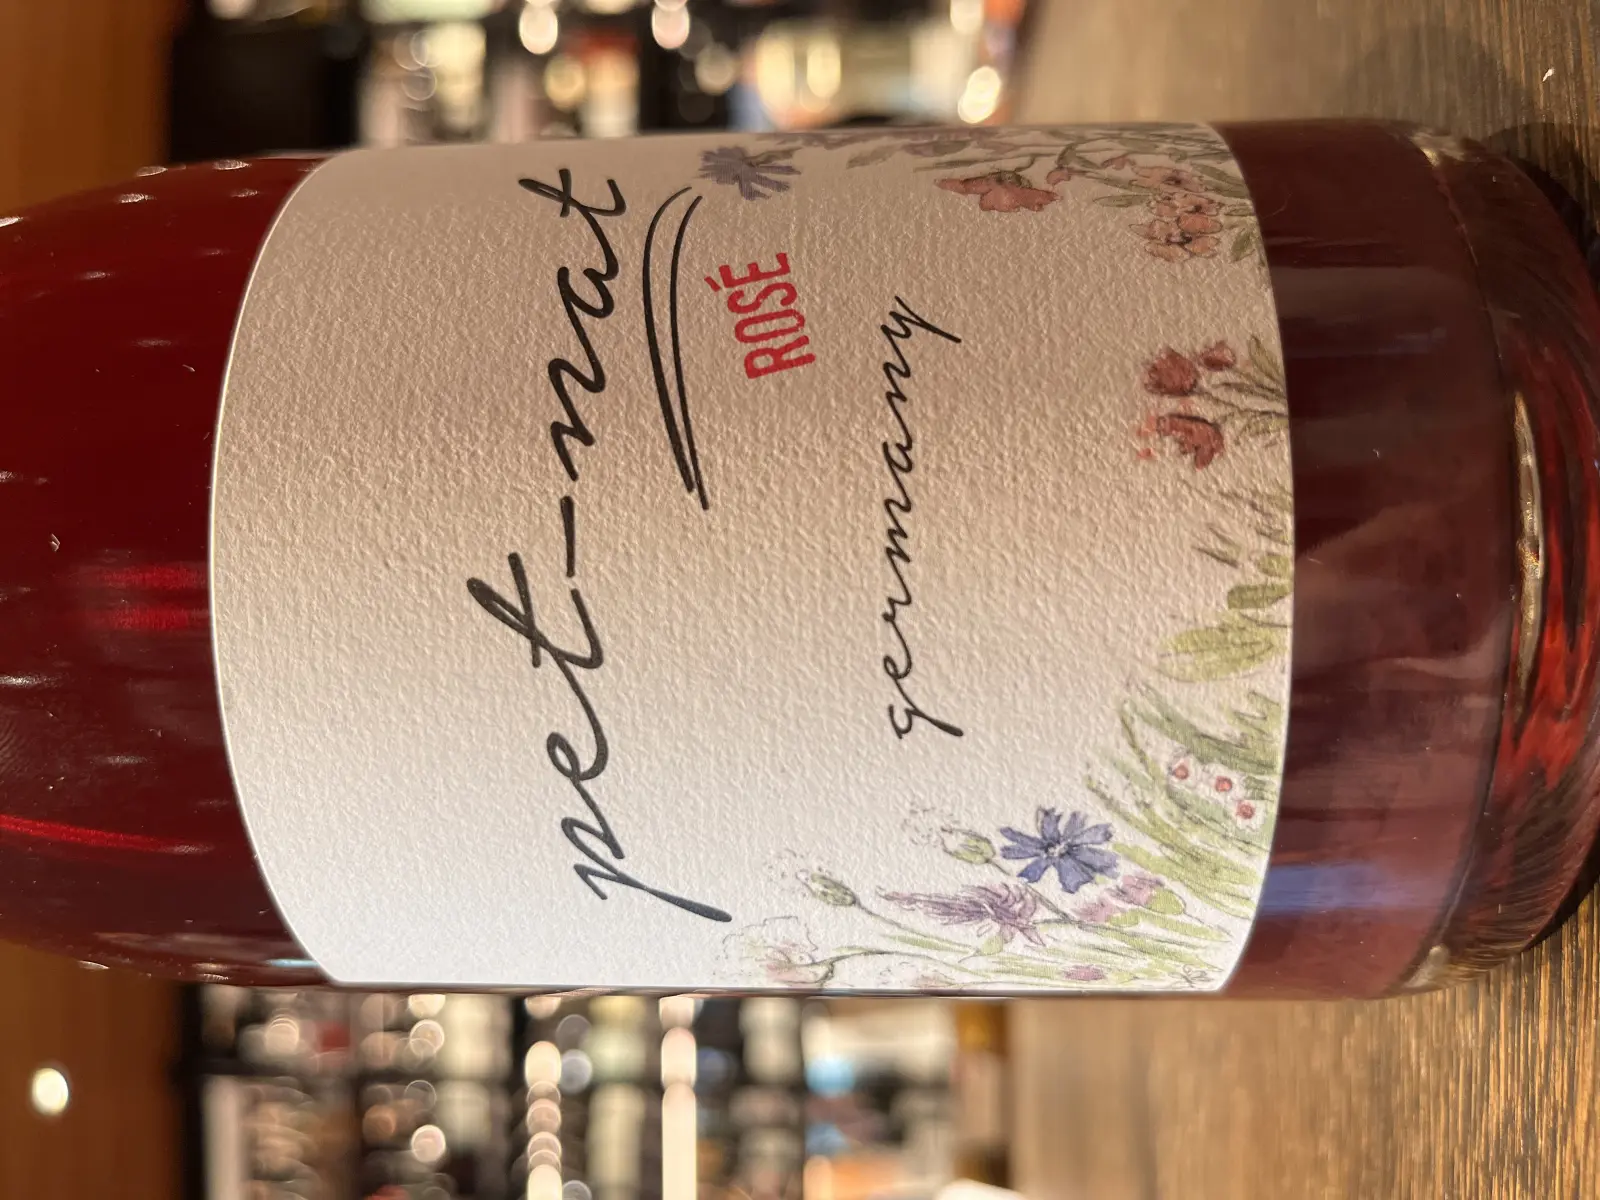 pet-nat
ROSÉ
germany